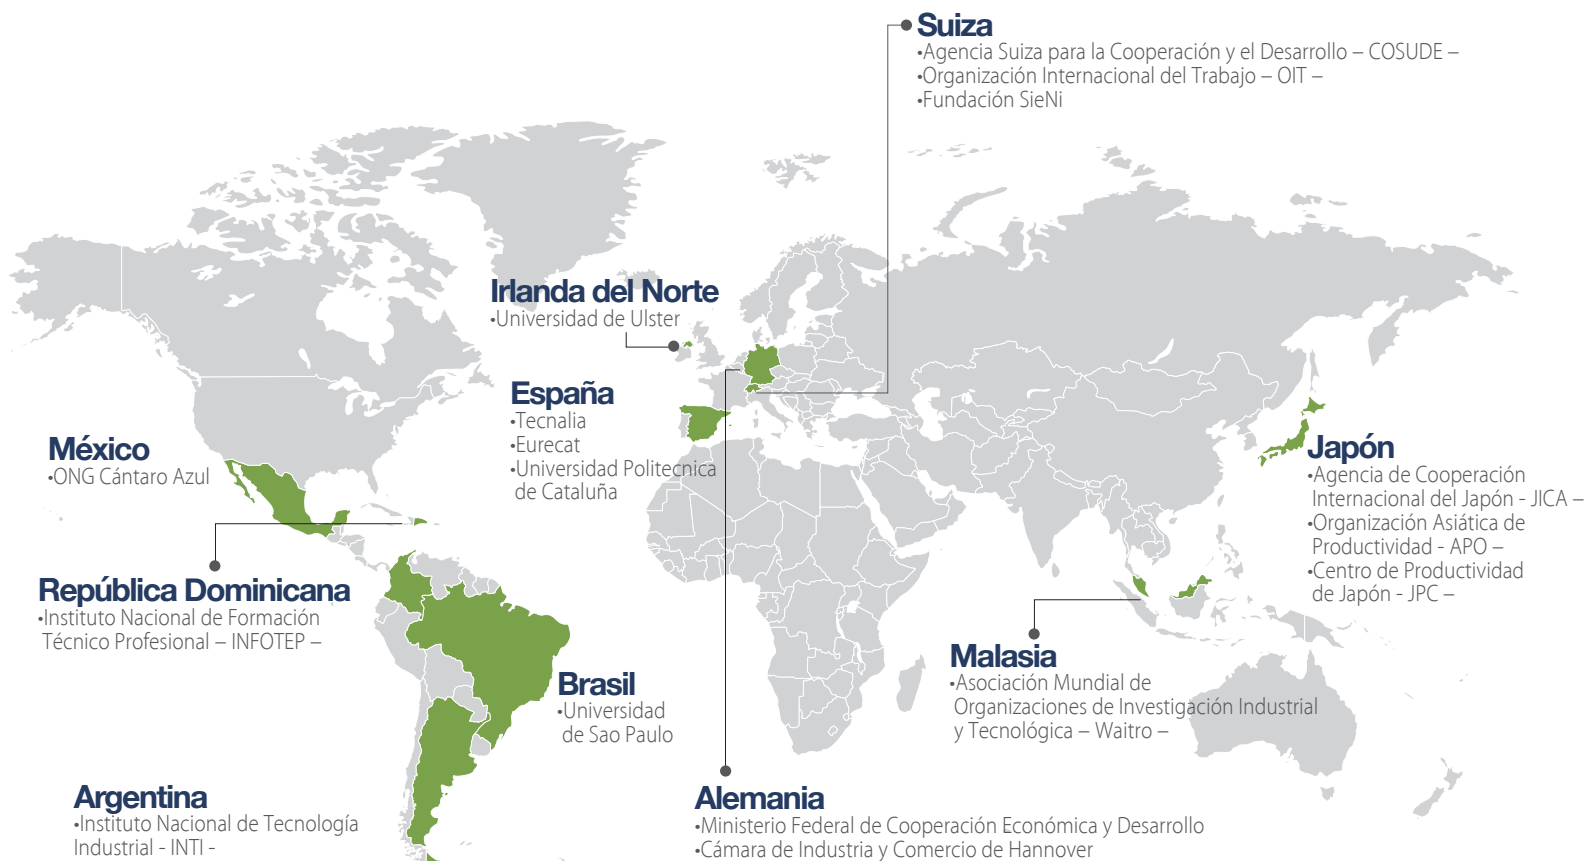 Suiza
•Agencia Suiza para la Cooperación y el Desarrollo – COSUDE –
•Organización Internacional del Trabajo – OIT –
•Fundación SieNi
Irlanda del Norte
•Universidad de Ulster
España
•Tecnalia
•Eurecat
•Universidad Politecnica
de Cataluña
México
•ONG Cántaro Azul
Japón
•Agencia de Cooperación
Internacional del Japón - JICA –
•Organización Asiática de
Productividad - APO –
•Centro de Productividad
de Japón - JPC –
República Dominicana
•Instituto Nacional de Formación
Técnico Profesional – INFOTEP –
Malasia
•Asociación Mundial de
Organizaciones de Investigación Industrial
y Tecnológica – Waitro –
Brasil
•Universidad
de Sao Paulo
Argentina
•Instituto Nacional de Tecnología
Industrial - INTI -
Alemania
•Ministerio Federal de Cooperación Económica y Desarrollo
•Cámara de Industria y Comercio de Hannover